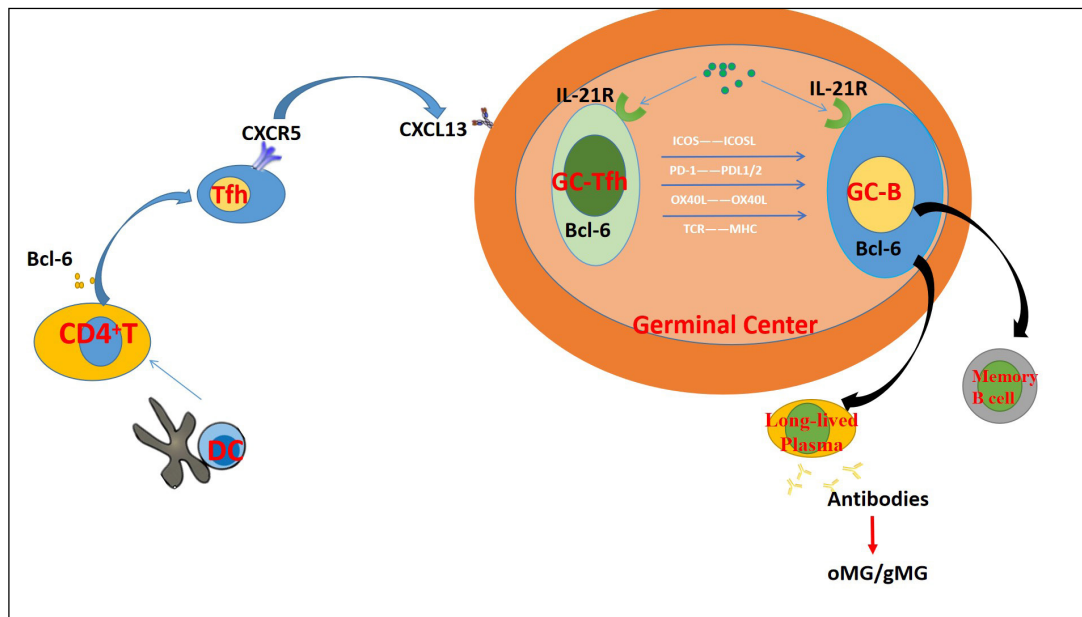 IL-21R
IL-21R
CXCR5
CXCL13
ICOS——ICOSL
PD-1——PDL1/2
OX40L——OX40L
TCR——MHC
Tfh
GC-Tfh
GC-B
Bcl-6
Bcl-6
Bcl-6
CD4⁺T
Germinal Center
DC
Memory
B cell
Long-lived
Plasma
Antibodies
oMG/gMG